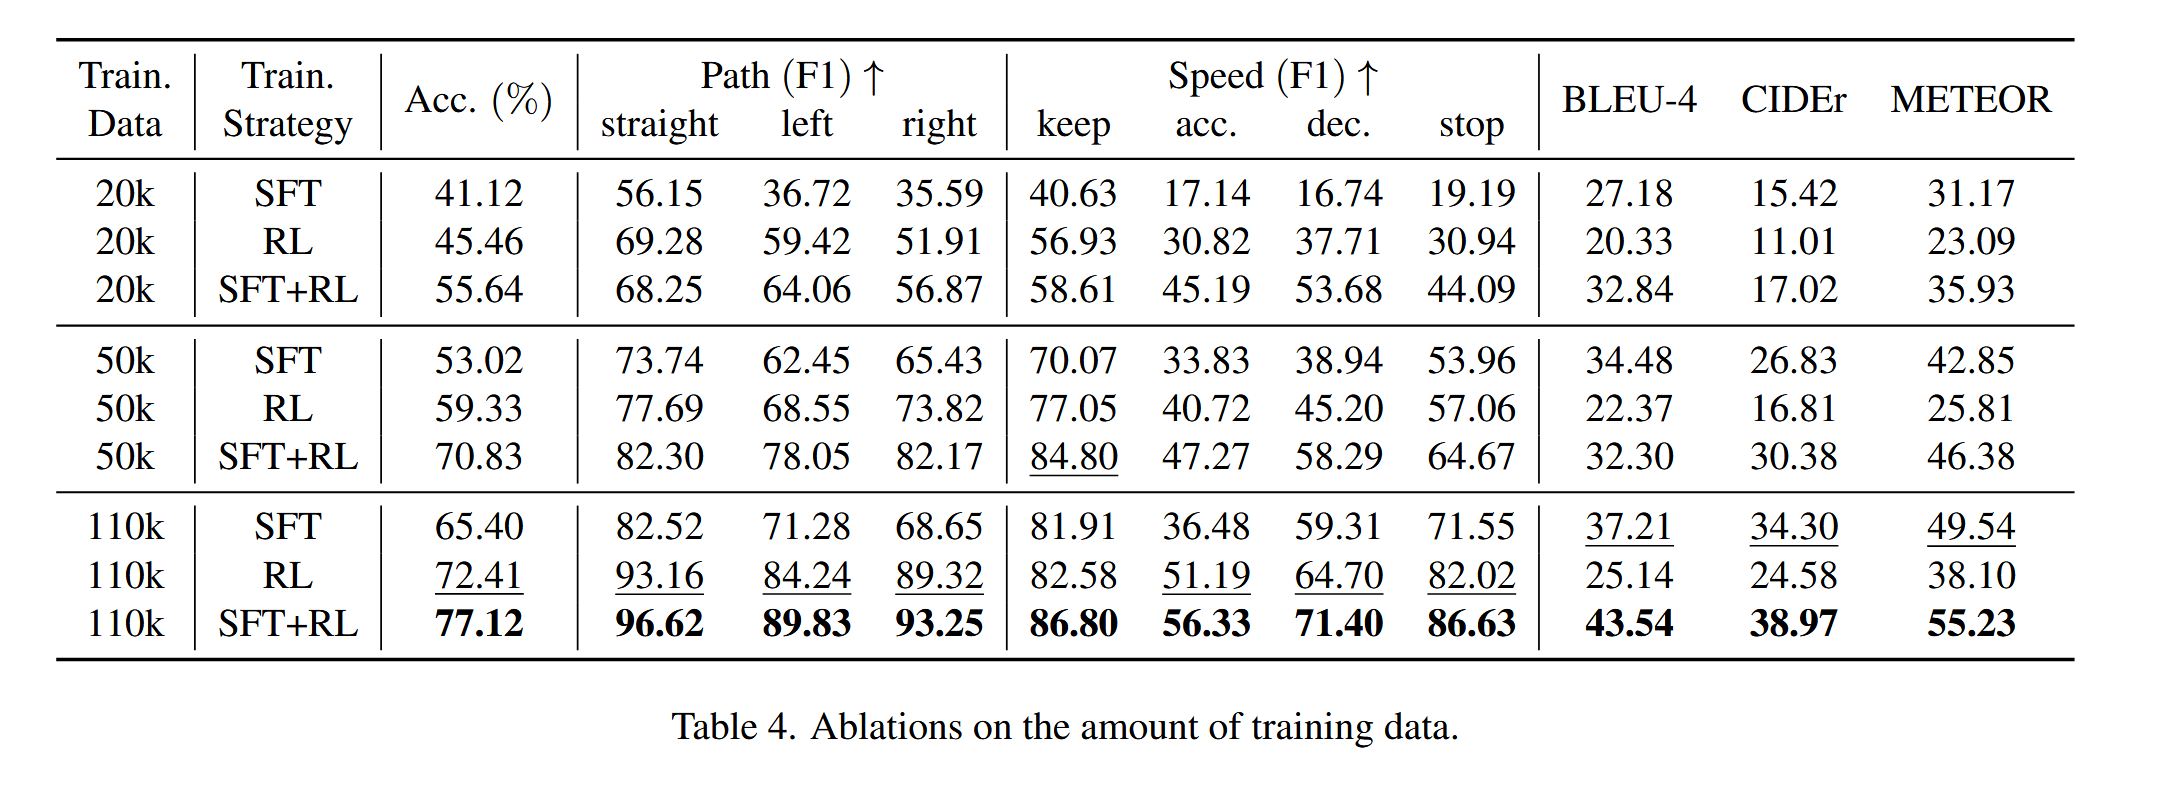 Train. Data | Train. Strategy | Acc. (%) | Path (F1) ↑ | Speed (F1) ↑ | BLEU-4 | CIDEr | METEOR
straight left right | keep acc. dec. stop
20k SFT 41.12 56.15 36.72 35.59 40.63 17.14 16.74 19.19 27.18 15.42 31.17
20k RL 45.46 69.28 59.42 51.91 56.93 30.82 37.71 30.94 20.33 11.01 23.09
20k SFT+RL 55.64 68.25 64.06 56.87 58.61 45.19 53.68 44.09 32.84 17.02 35.93
50k SFT 53.02 73.74 62.45 65.43 70.07 33.83 38.94 53.96 34.48 26.83 42.85
50k RL 59.33 77.69 68.55 73.82 77.05 40.72 45.20 57.06 22.37 16.81 25.81
50k SFT+RL 70.83 82.30 78.05 82.17 84.80 47.27 58.29 64.67 32.30 30.38 46.38
110k SFT 65.40 82.52 71.28 68.65 81.91 36.48 59.31 71.55 37.21 34.30 49.54
110k RL 72.41 93.16 84.24 89.32 82.58 51.19 64.70 82.02 25.14 24.58 38.10
110k SFT+RL 77.12 96.62 89.83 93.25 86.80 56.33 71.40 86.63 43.54 38.97 55.23
Table 4. Ablations on the amount of training data.